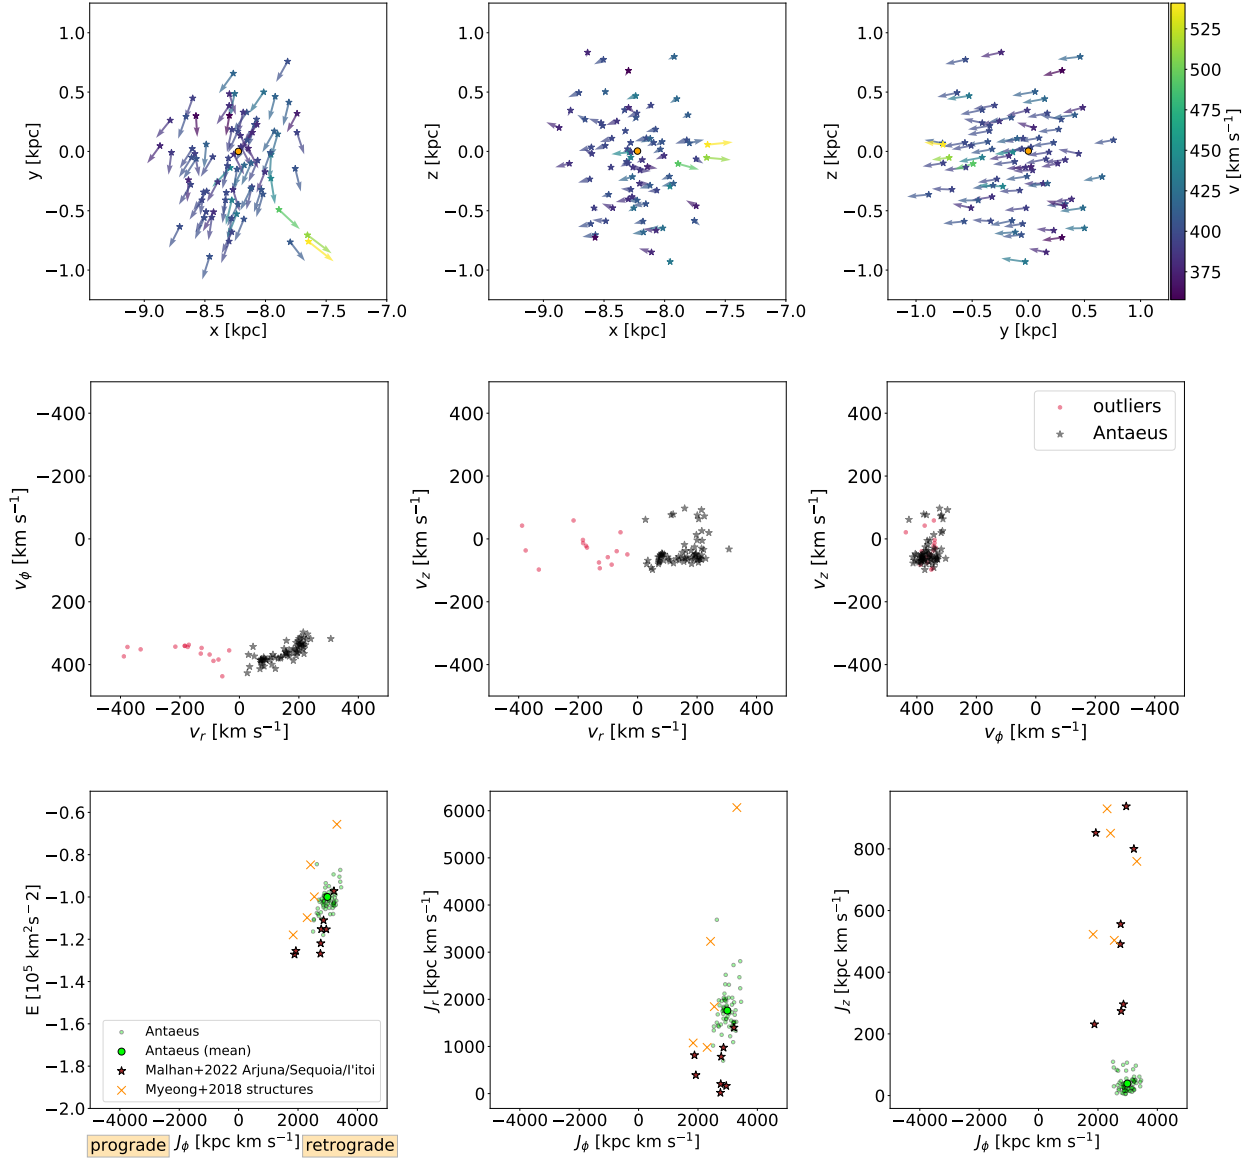 1.0
0.5
0.0
−0.5
−1.0
y [kpc]
−9.0 −8.5 −8.0 −7.5 −7.0
x [kpc]
1.0
0.5
0.0
−0.5
−1.0
z [kpc]
−9.0 −8.5 −8.0 −7.5 −7.0
x [kpc]
1.0
0.5
0.0
−0.5
−1.0
z [kpc]
−1.0 −0.5 0.0 0.5 1.0
y [kpc]
525
500
475
450
425
400
375
v [km s⁻¹]
−400
−200
0
200
400
v_ϕ [km s⁻¹]
−400 −200 0 200 400
v_r [km s⁻¹]
400
200
0
−200
−400
v_z [km s⁻¹]
−400 −200 0 200 400
v_r [km s⁻¹]
outliers
Antaeus
400
200
0
−200
−400
v_z [km s⁻¹]
400 200 0 −200 −400
v_ϕ [km s⁻¹]
−0.6
−0.8
−1.0
−1.2
−1.4
−1.6
−1.8
−2.0
E [10⁵ km²s−2]
Antaeus
Antaeus (mean)
Malhan+2022 Arjuna/Sequoia/I'itoi
Myeong+2018 structures
−4000 −2000 0 2000 4000
prograde J_ϕ [kpc km s⁻¹] retrograde
6000
5000
4000
3000
2000
1000
0
J_r [kpc km s⁻¹]
−4000 −2000 0 2000 4000
J_ϕ [kpc km s⁻¹]
800
600
400
200
0
J_z [kpc km s⁻¹]
−4000 −2000 0 2000 4000
J_ϕ [kpc km s⁻¹]